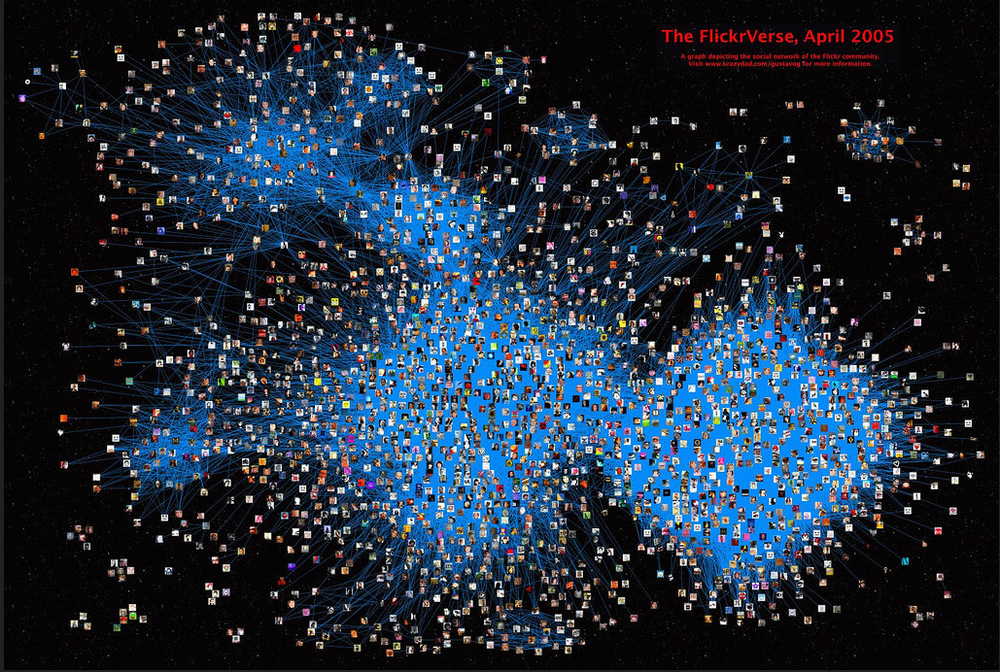 The FlickrVerse, April 2005
A graph depicting the social network of the Flickr community.
Visit www.krazydad.com/gustavog for more information.